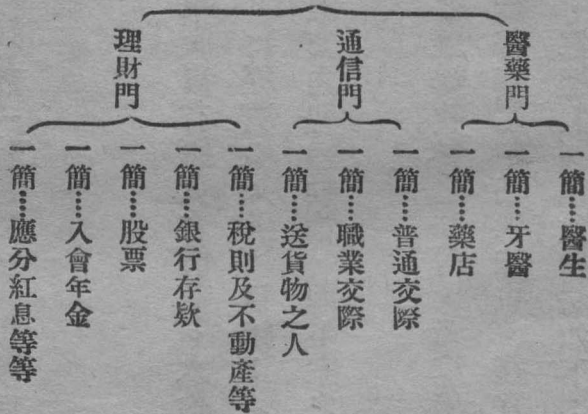 醫藥門
一簡……醫生
一簡……牙醫
一簡……藥店
通信門
一簡……普通交際
一簡……職業交際
一簡……送貨物之人
理財門
一簡……稅則及不動產等
一簡……銀行存欵
一簡……股票
一簡……入會年金
一簡……應分紅息等等